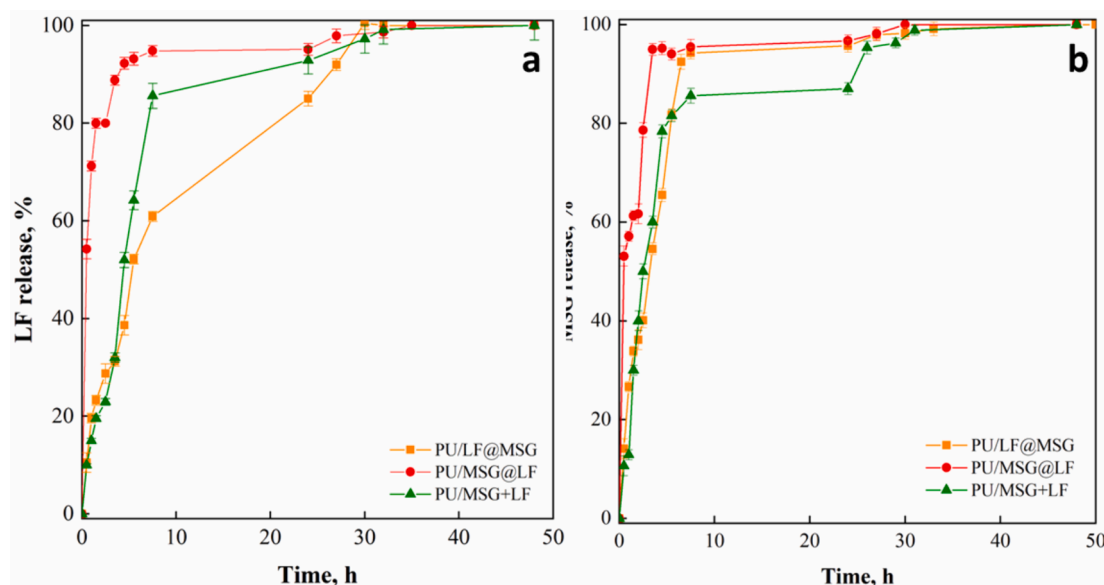 100
80
60
40
20
0
LF release, %
a
PU/LF@MSG
PU/MSG@LF
PU/MSG+LF
0 10 20 30 40 50
Time, h
100
80
60
40
20
0
MSG release, %
b
PU/LF@MSG
PU/MSG@LF
PU/MSG+LF
0 10 20 30 40 50
Time, h